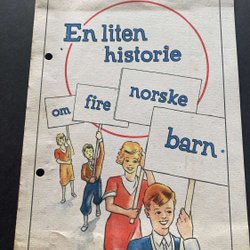 En liten
historie
om fire norske barn.